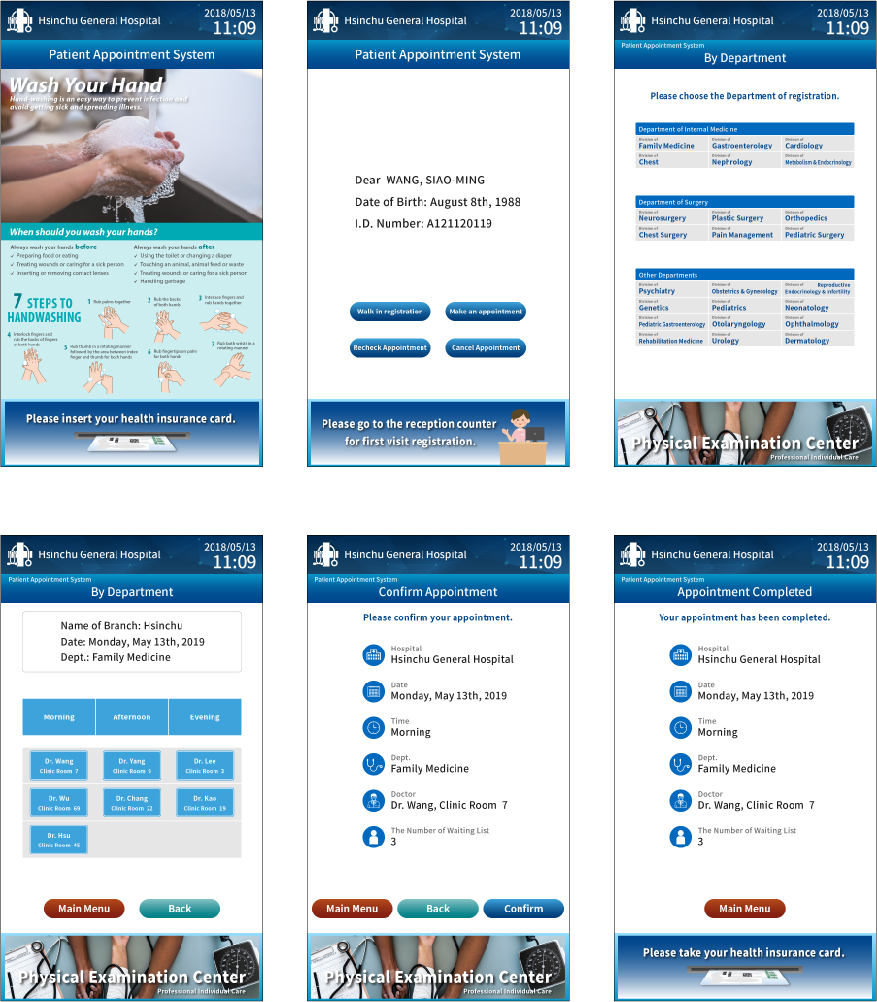 Hsinchu General Hospital
2018/05/13
11:09
Patient Appointment System
Wash Your Hand
Hand-washing is an easy way to prevent infection and
avoid getting sick and spreading illness.
When should you wash your hands?
Always wash your hands before
✓ Preparing food or eating
✓ Treating wounds or caring for a sick person
✓ Inserting or removing contact lenses
Always wash your hands after
✓ Using the toilet or changing a diaper
✓ Touching an animal, animal feed or waste
✓ Treating wounds or caring for a sick person
✓ Handling garbage
7 STEPS TO
HANDWASHING
1 Rub palms together
2 Rub the backs
of both hands
3 Interlace fingers and
rub hands together
4 Interlock fingers and
rub the backs of fingers
of both hands
5 Rub thumb in a rotating manner
followed by the area between index
finger and thumb for both hands
6 Rub fingertips on palm
for both hands
7 Rub both wrists in a
rotating manner
Please insert your health insurance card.
Hsinchu General Hospital
2018/05/13
11:09
Patient Appointment System
Dear WANG, SIAO-MING
Date of Birth: August 8th, 1988
I.D. Number: A121120119
Walk in registration
Make an appointment
Recheck Appointment
Cancel Appointment
Please go to the reception counter
for first visit registration.
Hsinchu General Hospital
2018/05/13
11:09
Patient Appointment System
By Department
Please choose the Department of registration.
Department of Internal Medicine
Division of Family Medicine
Division of Gastroenterology
Division of Cardiology
Division of Chest
Division of Nephrology
Division of Metabolism & Endocrinology
Department of Surgery
Division of Neurosurgery
Division of Plastic Surgery
Division of Orthopedics
Division of Chest Surgery
Division of Pain Management
Division of Pediatric Surgery
Other Departments
Division of Psychiatry
Division of Obstetrics & Gynecology
Division of Reproductive
Endocrinology & Infertility
Division of Genetics
Division of Pediatrics
Division of Neonatology
Division of Pediatric Gastroenterology
Division of Otolaryngology
Division of Ophthalmology
Division of Rehabilitation Medicine
Division of Urology
Division of Dermatology
Physical Examination Center
Professional Individual Care
Hsinchu General Hospital
2018/05/13
11:09
Patient Appointment System
By Department
Name of Branch: Hsinchu
Date: Monday, May 13th, 2019
Dept.: Family Medicine
Morning
Afternoon
Evening
Dr. Wang
Clinic Room 7
Dr. Yang
Clinic Room
Dr. Lee
Clinic Room 3
Dr. Wu
Clinic Room 69
Dr. Chang
Clinic Room 22
Dr. Kao
Clinic Room 19
Dr. Hsu
Clinic Room
Main Menu
Back
Physical Examination Center
Professional Individual Care
Hsinchu General Hospital
2018/05/13
11:09
Patient Appointment System
Confirm Appointment
Please confirm your appointment.
Hospital
Hsinchu General Hospital
Date
Monday, May 13th, 2019
Time
Morning
Dept.
Family Medicine
Doctor
Dr. Wang, Clinic Room 7
The Number of Waiting List
3
Main Menu
Back
Confirm
Physical Examination Center
Professional Individual Care
Hsinchu General Hospital
2018/05/13
11:09
Patient Appointment System
Appointment Completed
Your appointment has been completed.
Hospital
Hsinchu General Hospital
Date
Monday, May 13th, 2019
Time
Morning
Dept.
Family Medicine
Doctor
Dr. Wang, Clinic Room 7
The Number of Waiting List
3
Main Menu
Please take your health insurance card.